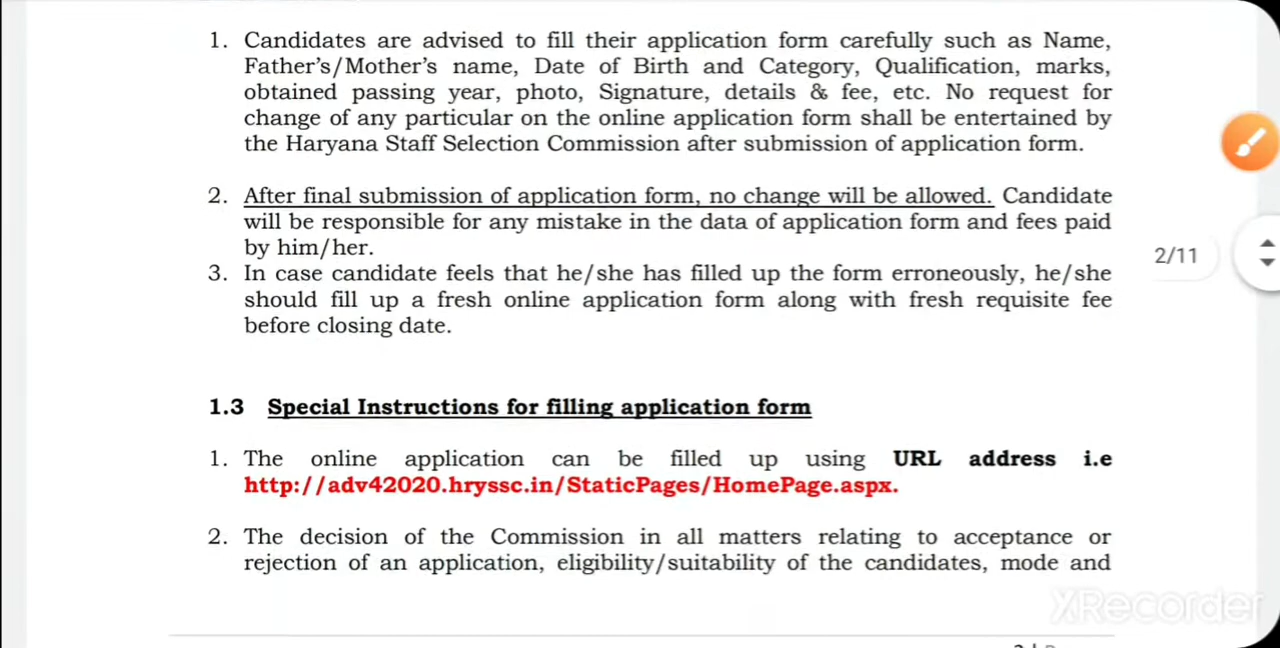 1. Candidates are advised to fill their application form carefully such as Name,
Father's/Mother's name, Date of Birth and Category, Qualification, marks,
obtained passing year, photo, Signature, details & fee, etc. No request for
change of any particular on the online application form shall be entertained by
the Haryana Staff Selection Commission after submission of application form.
2. After final submission of application form, no change will be allowed. Candidate
will be responsible for any mistake in the data of application form and fees paid
by him/her.
2/11
3. In case candidate feels that he/she has filled up the form erroneously, he/she
should fill up a fresh online application form along with fresh requisite fee
before closing date.
1.3 Special Instructions for filling application form
1. The online application can be filled up using URL address i.e
http://adv42020.hryssc.in/StaticPages/HomePage.aspx.
2. The decision of the Commission in all matters relating to acceptance or
rejection of an application, eligibility/suitability of the candidates, mode and
XRecorder